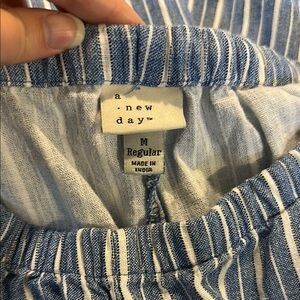 a
· new
day™
M
Regular
MADE IN
INDIA